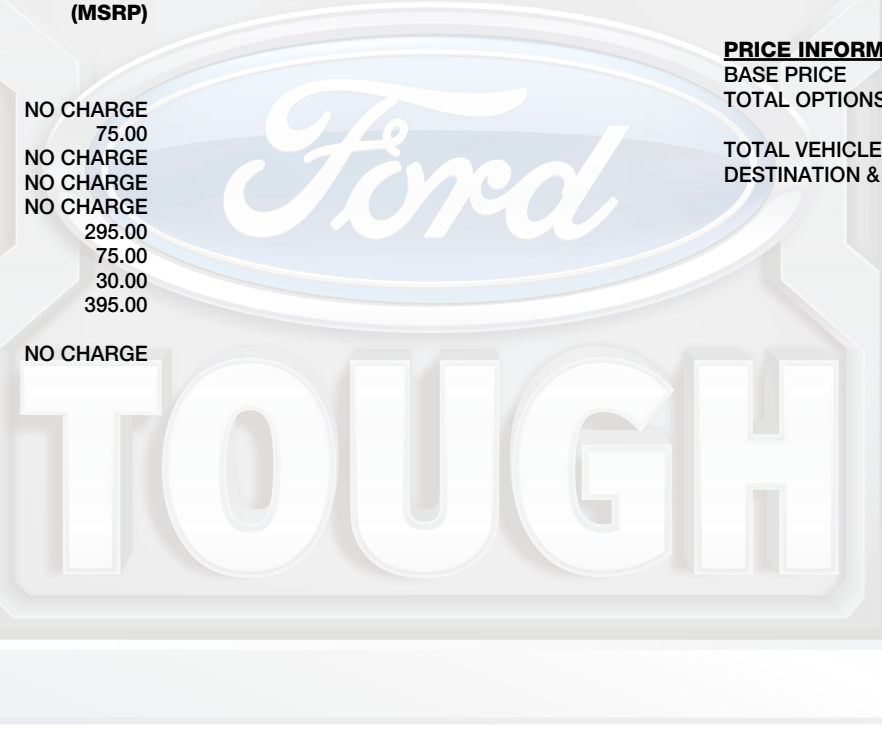 (MSRP)
NO CHARGE
75.00
NO CHARGE
NO CHARGE
NO CHARGE
295.00
75.00
30.00
395.00
NO CHARGE
PRICE INFORM
BASE PRICE
TOTAL OPTIONS
TOTAL VEHICLE
DESTINATION &
Ford
TOUGH